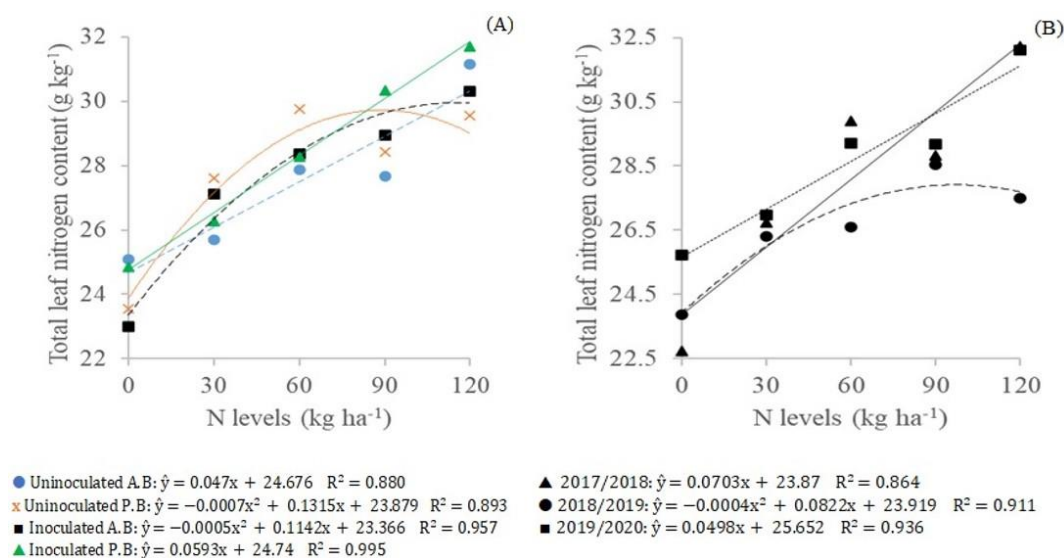 (A)
Total leaf nitrogen content (g kg⁻¹)
32
30
28
26
24
22
0 30 60 90 120
N levels (kg ha⁻¹)
(B)
Total leaf nitrogen content (g kg⁻¹)
32.5
30.5
28.5
26.5
24.5
22.5
0 30 60 90 120
N levels (kg ha⁻¹)
Uninoculated A.B: ŷ = 0.047x + 24.676 R² = 0.880
Uninoculated P.B: ŷ = −0.0007x² + 0.1315x + 23.879 R² = 0.893
Inoculated A.B: ŷ = −0.0005x² + 0.1142x + 23.366 R² = 0.957
Inoculated P.B: ŷ = 0.0593x + 24.74 R² = 0.995
2017/2018: ŷ = 0.0703x + 23.87 R² = 0.864
2018/2019: ŷ = −0.0004x² + 0.0822x + 23.919 R² = 0.911
2019/2020: ŷ = 0.0498x + 25.652 R² = 0.936